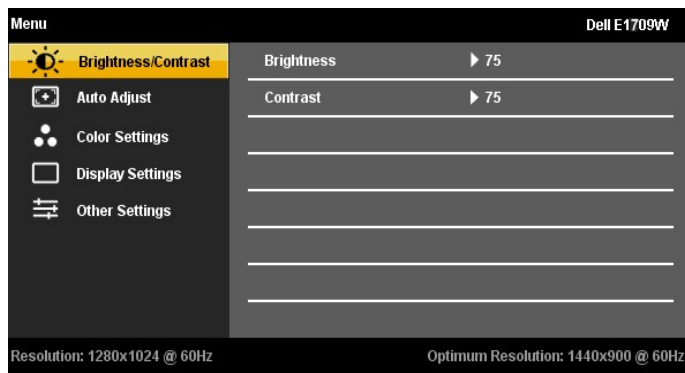 Menu Dell E1709W
Brightness/Contrast Brightness 75
Auto Adjust Contrast 75
Color Settings
Display Settings
Other Settings
Resolution: 1280x1024 @ 60Hz Optimum Resolution: 1440x900 @ 60Hz